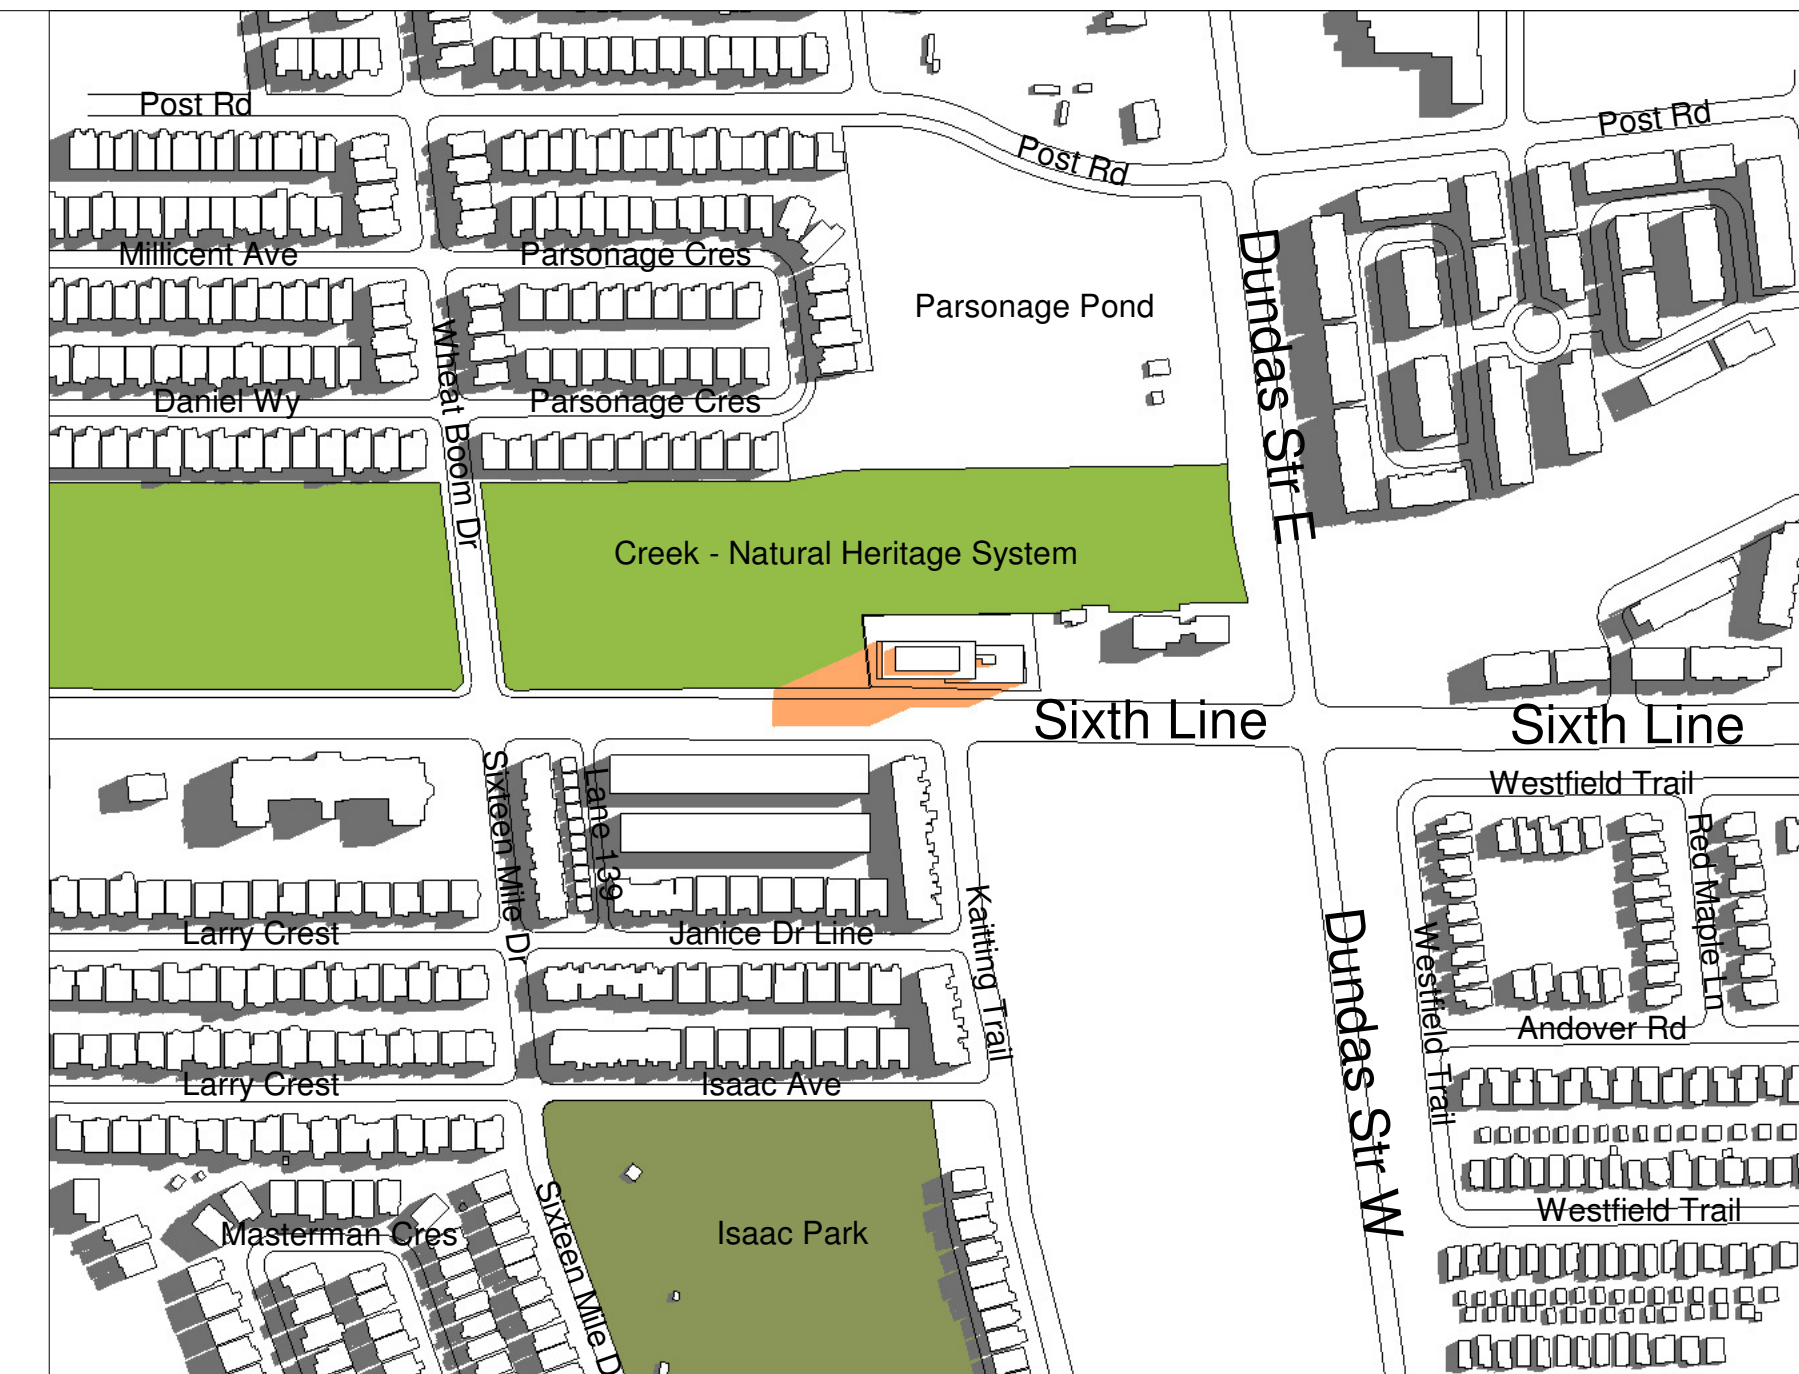 Post Rd
Post Rd
Post Rd
Millicent Ave
Parsonage Cres
Parsonage Pond
Dundas Str E
Wheat Boom Dr
Daniel Wy
Parsonage Cres
Creek - Natural Heritage System
Sixth Line
Sixth Line
Westfield Trail
Sixteen Mile Dr
Lane 139
Red Maple Ln
Kaitting Trail
Larry Crest
Janice Dr Line
Dundas Str W
Westfield Trail
Andover Rd
Larry Crest
Isaac Ave
Masterman Cres
Sixteen Mile D
Isaac Park
Westfield Trail